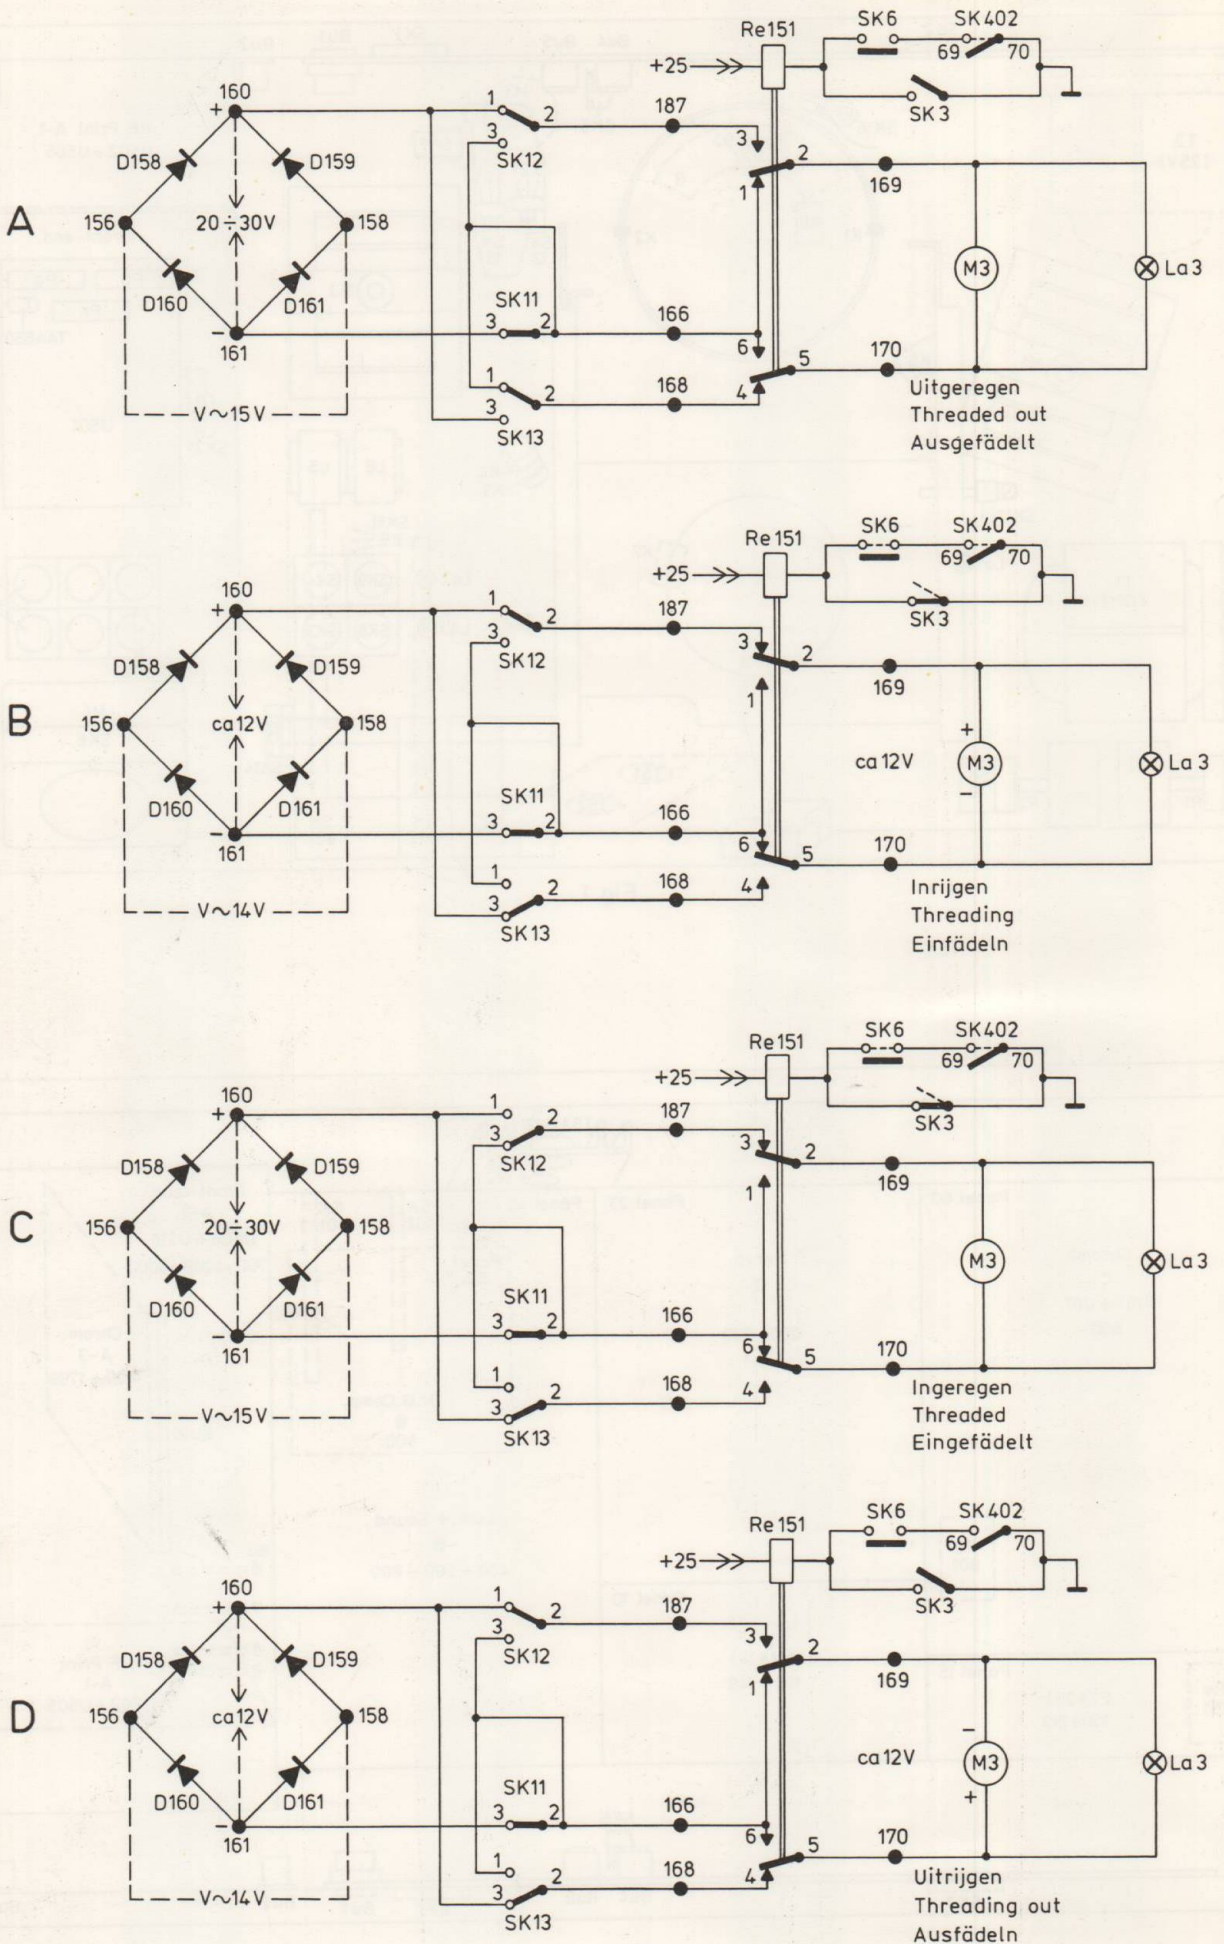 A
Re151
SK6
SK402
+25
69
70
SK3
160
+
1
2
187
3
SK12
3
2
169
1
D158
D159
156
20÷30V
158
M3
La3
D160
D161
SK11
3
2
166
-
161
6
5
170
1
2
168
4
3
SK13
V~15V
Uitgeregen
Threaded out
Ausgefädelt
B
Re151
SK6
SK402
+25
69
70
SK3
160
+
1
2
187
3
SK12
3
2
169
1
D158
D159
156
ca12V
158
+
ca12V
M3
-
La3
D160
D161
SK11
3
2
166
-
161
6
5
170
1
2
168
4
3
SK13
V~14V
Inrijgen
Threading
Einfädeln
C
Re151
SK6
SK402
+25
69
70
SK3
160
+
1
2
187
3
SK12
3
2
169
1
D158
D159
156
20÷30V
158
M3
La3
D160
D161
SK11
3
2
166
-
161
6
5
170
1
2
168
4
3
SK13
V~15V
Ingeregen
Threaded
Eingefädelt
D
Re151
SK6
SK402
+25
69
70
SK3
160
+
1
2
187
3
SK12
3
2
169
1
D158
D159
156
ca12V
158
-
ca12V
M3
+
La3
D160
D161
SK11
3
2
166
-
161
6
5
170
1
2
168
4
3
SK13
V~14V
Uitrijgen
Threading out
Ausfädeln